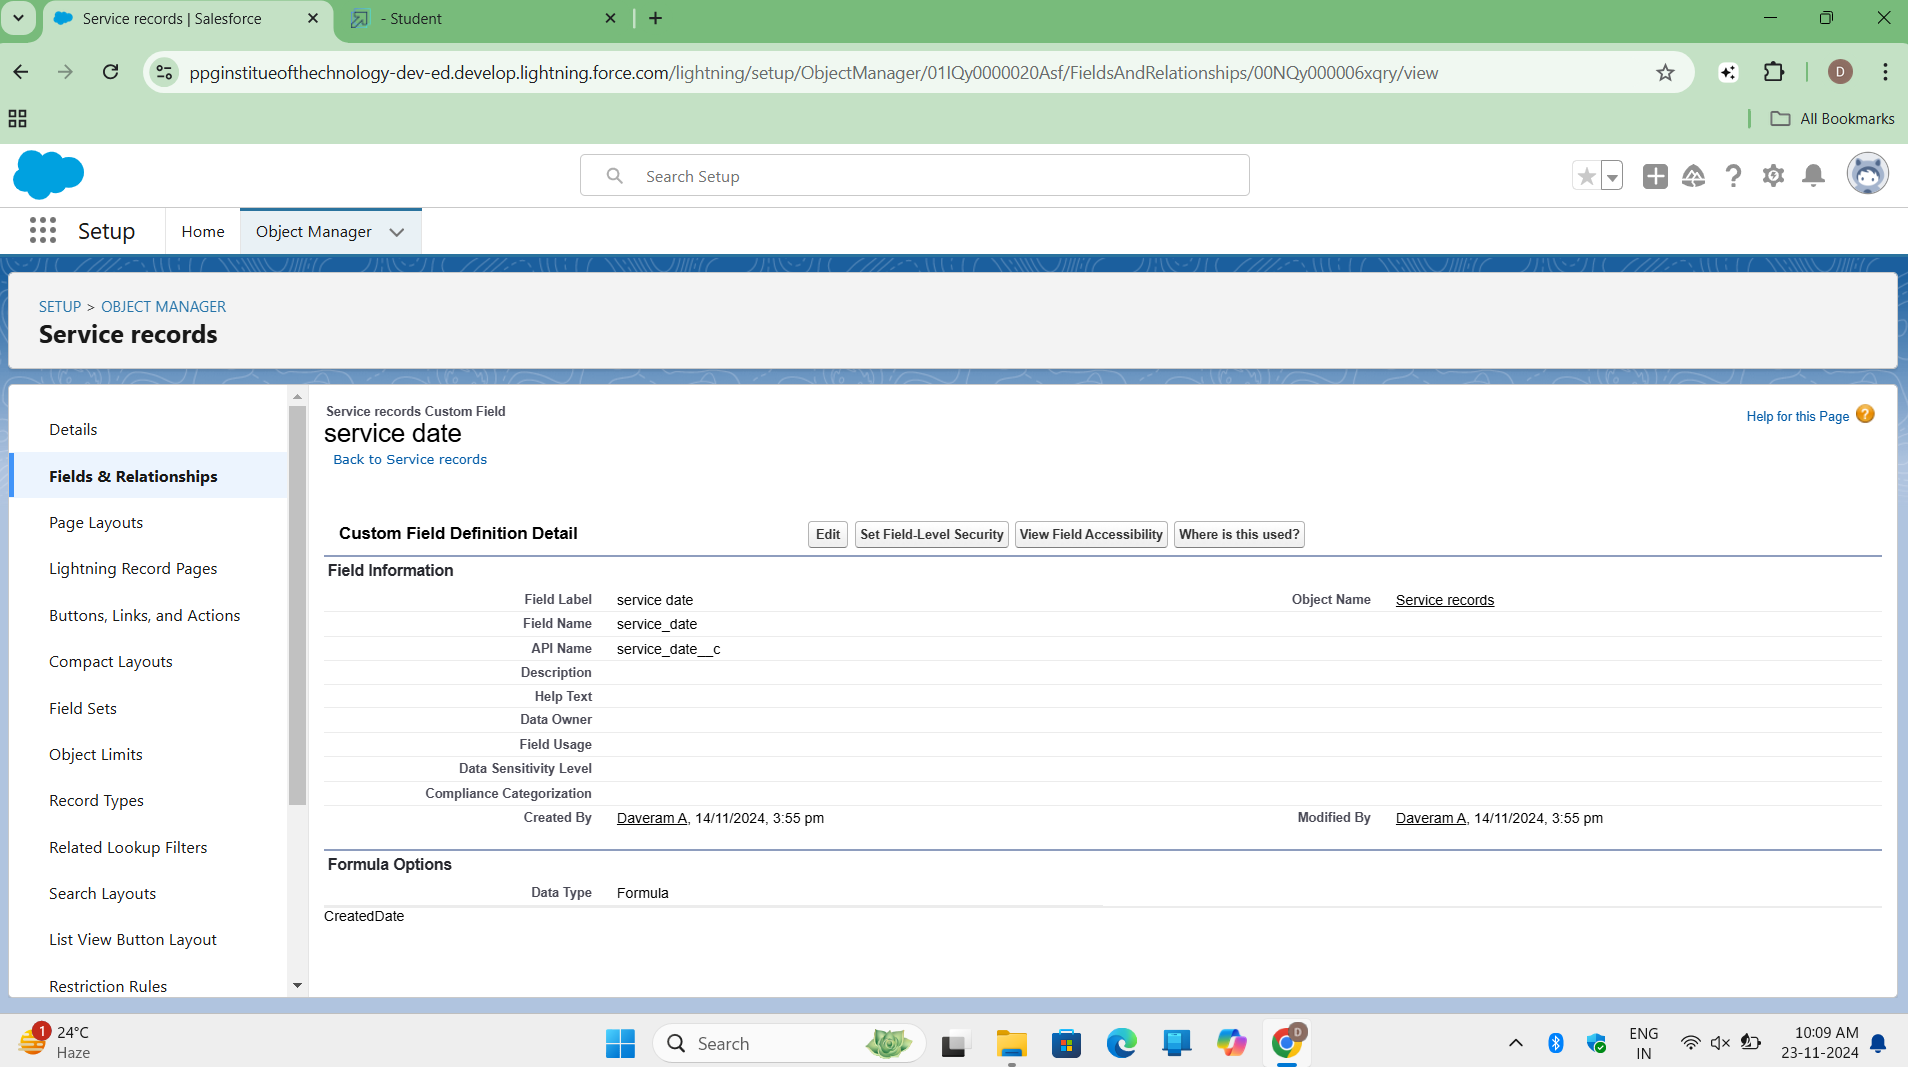 Service records | Salesforce
- Student
ppginstitueofthechnology-dev-ed.develop.lightning.force.com/lightning/setup/ObjectManager/01IQy0000020Asf/FieldsAndRelationships/00NQy000006xqry/view
D
All Bookmarks
Search Setup
Setup
Home
Object Manager
SETUP > OBJECT MANAGER
Service records
Details
Fields & Relationships
Page Layouts
Lightning Record Pages
Buttons, Links, and Actions
Compact Layouts
Field Sets
Object Limits
Record Types
Related Lookup Filters
Search Layouts
List View Button Layout
Restriction Rules
Service records Custom Field
service date
Back to Service records
Help for this Page ?
Custom Field Definition Detail
Edit Set Field-Level Security View Field Accessibility Where is this used?
Field Information
Field Label service date Object Name Service records
Field Name service_date
API Name service_date__c
Description
Help Text
Data Owner
Field Usage
Data Sensitivity Level
Compliance Categorization
Created By Daveram A, 14/11/2024, 3:55 pm Modified By Daveram A, 14/11/2024, 3:55 pm
Formula Options
Data Type Formula
CreatedDate
1
24°C
Haze
Search
D
ENG
IN
10:09 AM
23-11-2024